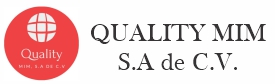 Quality
MIM, S.A DE C.V
QUALITY MIM
S.A de C.V.